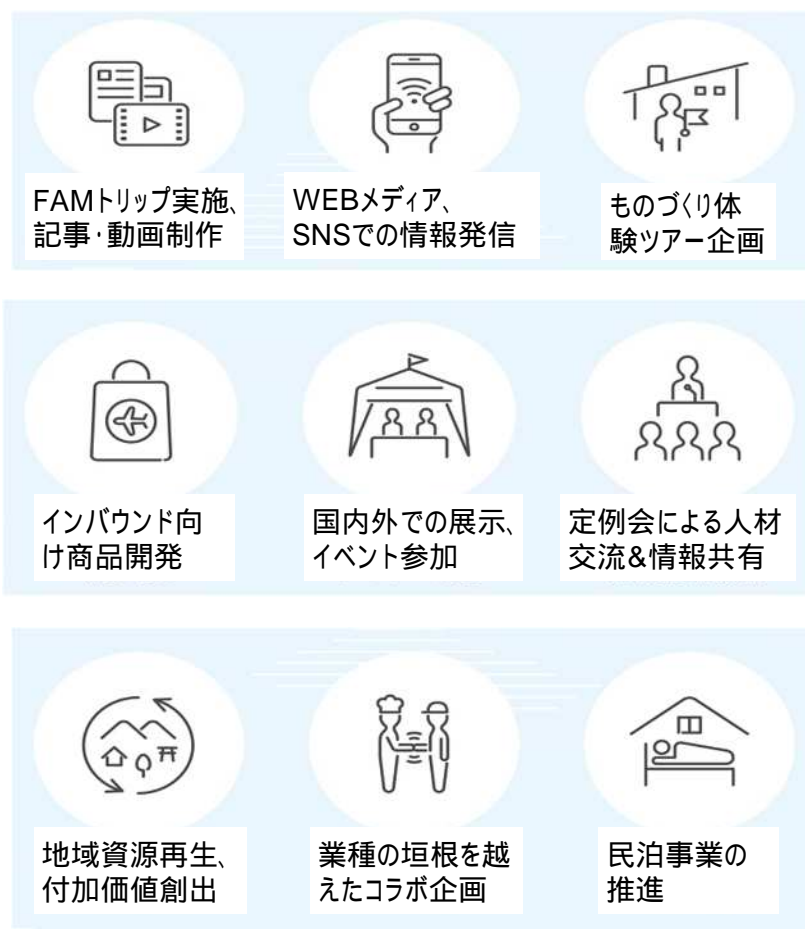 FAMトリップ実施、
記事·動画制作
WEBメディア、
SNSでの情報発信
ものづくり体
験ツアー企画
インバウンド向
け商品開発
国内外での展示、
イベント参加
定例会による人材
交流&情報共有
地域資源再生、
付加価値創出
業種の垣根を越
えたコラボ企画
民泊事業の
推進